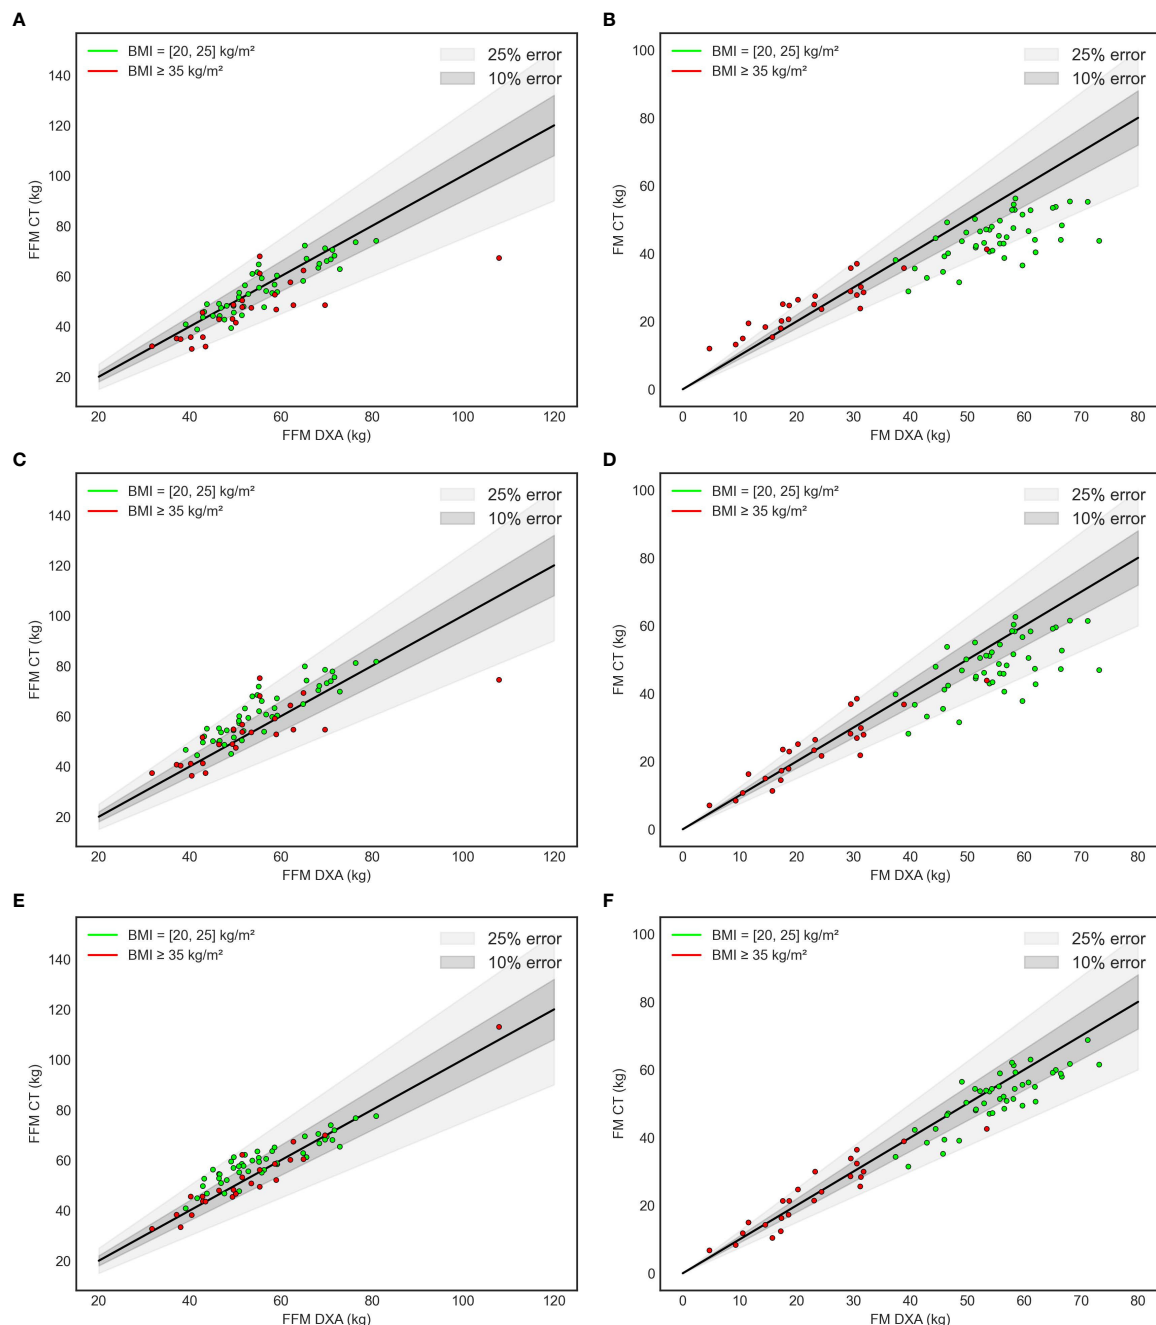 A
BMI = [20, 25] kg/m²
BMI ≥ 35 kg/m²
25% error
10% error
140
120
100
80
60
40
20
FFM CT (kg)
20
40
60
80
100
120
FFM DXA (kg)
B
BMI = [20, 25] kg/m²
BMI ≥ 35 kg/m²
25% error
10% error
100
80
60
40
20
0
FM CT (kg)
0
10
20
30
40
50
60
70
80
FM DXA (kg)
C
BMI = [20, 25] kg/m²
BMI ≥ 35 kg/m²
25% error
10% error
140
120
100
80
60
40
20
FFM CT (kg)
20
40
60
80
100
120
FFM DXA (kg)
D
BMI = [20, 25] kg/m²
BMI ≥ 35 kg/m²
25% error
10% error
100
80
60
40
20
0
FM CT (kg)
0
10
20
30
40
50
60
70
80
FM DXA (kg)
E
BMI = [20, 25] kg/m²
BMI ≥ 35 kg/m²
25% error
10% error
140
120
100
80
60
40
20
FFM CT (kg)
20
40
60
80
100
120
FFM DXA (kg)
F
BMI = [20, 25] kg/m²
BMI ≥ 35 kg/m²
25% error
10% error
100
80
60
40
20
0
FM CT (kg)
0
10
20
30
40
50
60
70
80
FM DXA (kg)